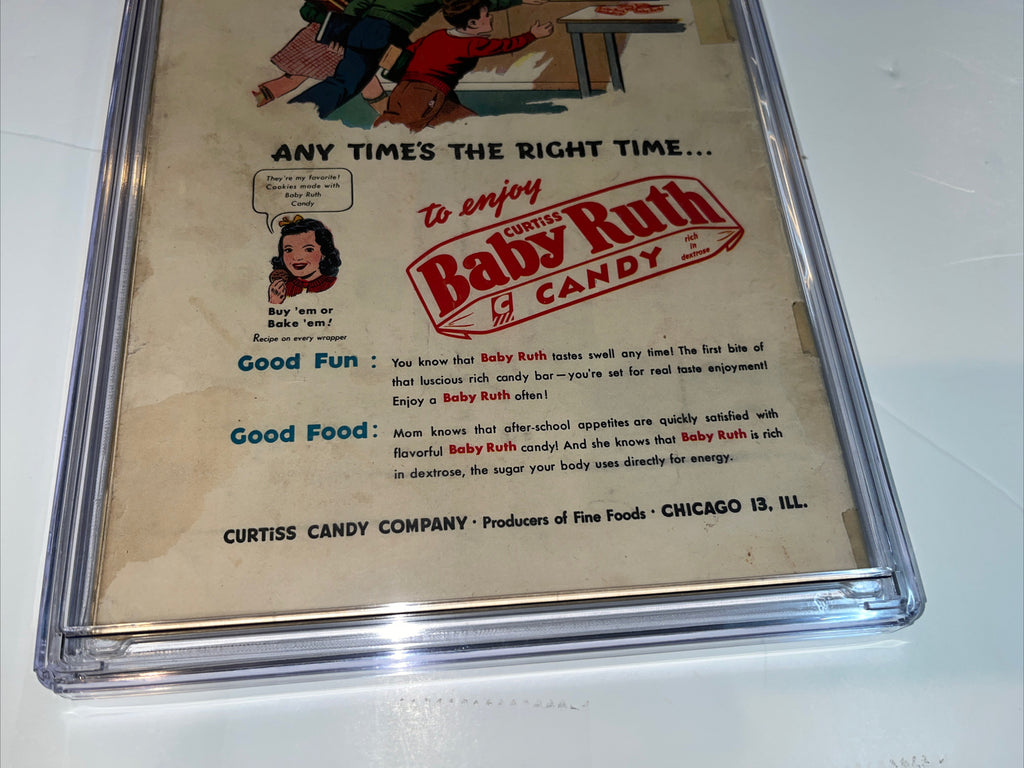 ANY TIME'S THE RIGHT TIME...
They're my favorite!
Cookies made with
Baby Ruth
Candy
to enjoy
CURTiSS
Baby Ruth
CANDY
rich
in
dextrose
C
Buy 'em or
Bake 'em!
Recipe on every wrapper
Good Fun : You know that Baby Ruth tastes swell any time! The first bite of
that luscious rich candy bar—you're set for real taste enjoyment!
Enjoy a Baby Ruth often!
Good Food : Mom knows that after-school appetites are quickly satisfied with
flavorful Baby Ruth candy! And she knows that Baby Ruth is rich
in dextrose, the sugar your body uses directly for energy.
CURTiSS CANDY COMPANY · Producers of Fine Foods · CHICAGO 13, ILL.